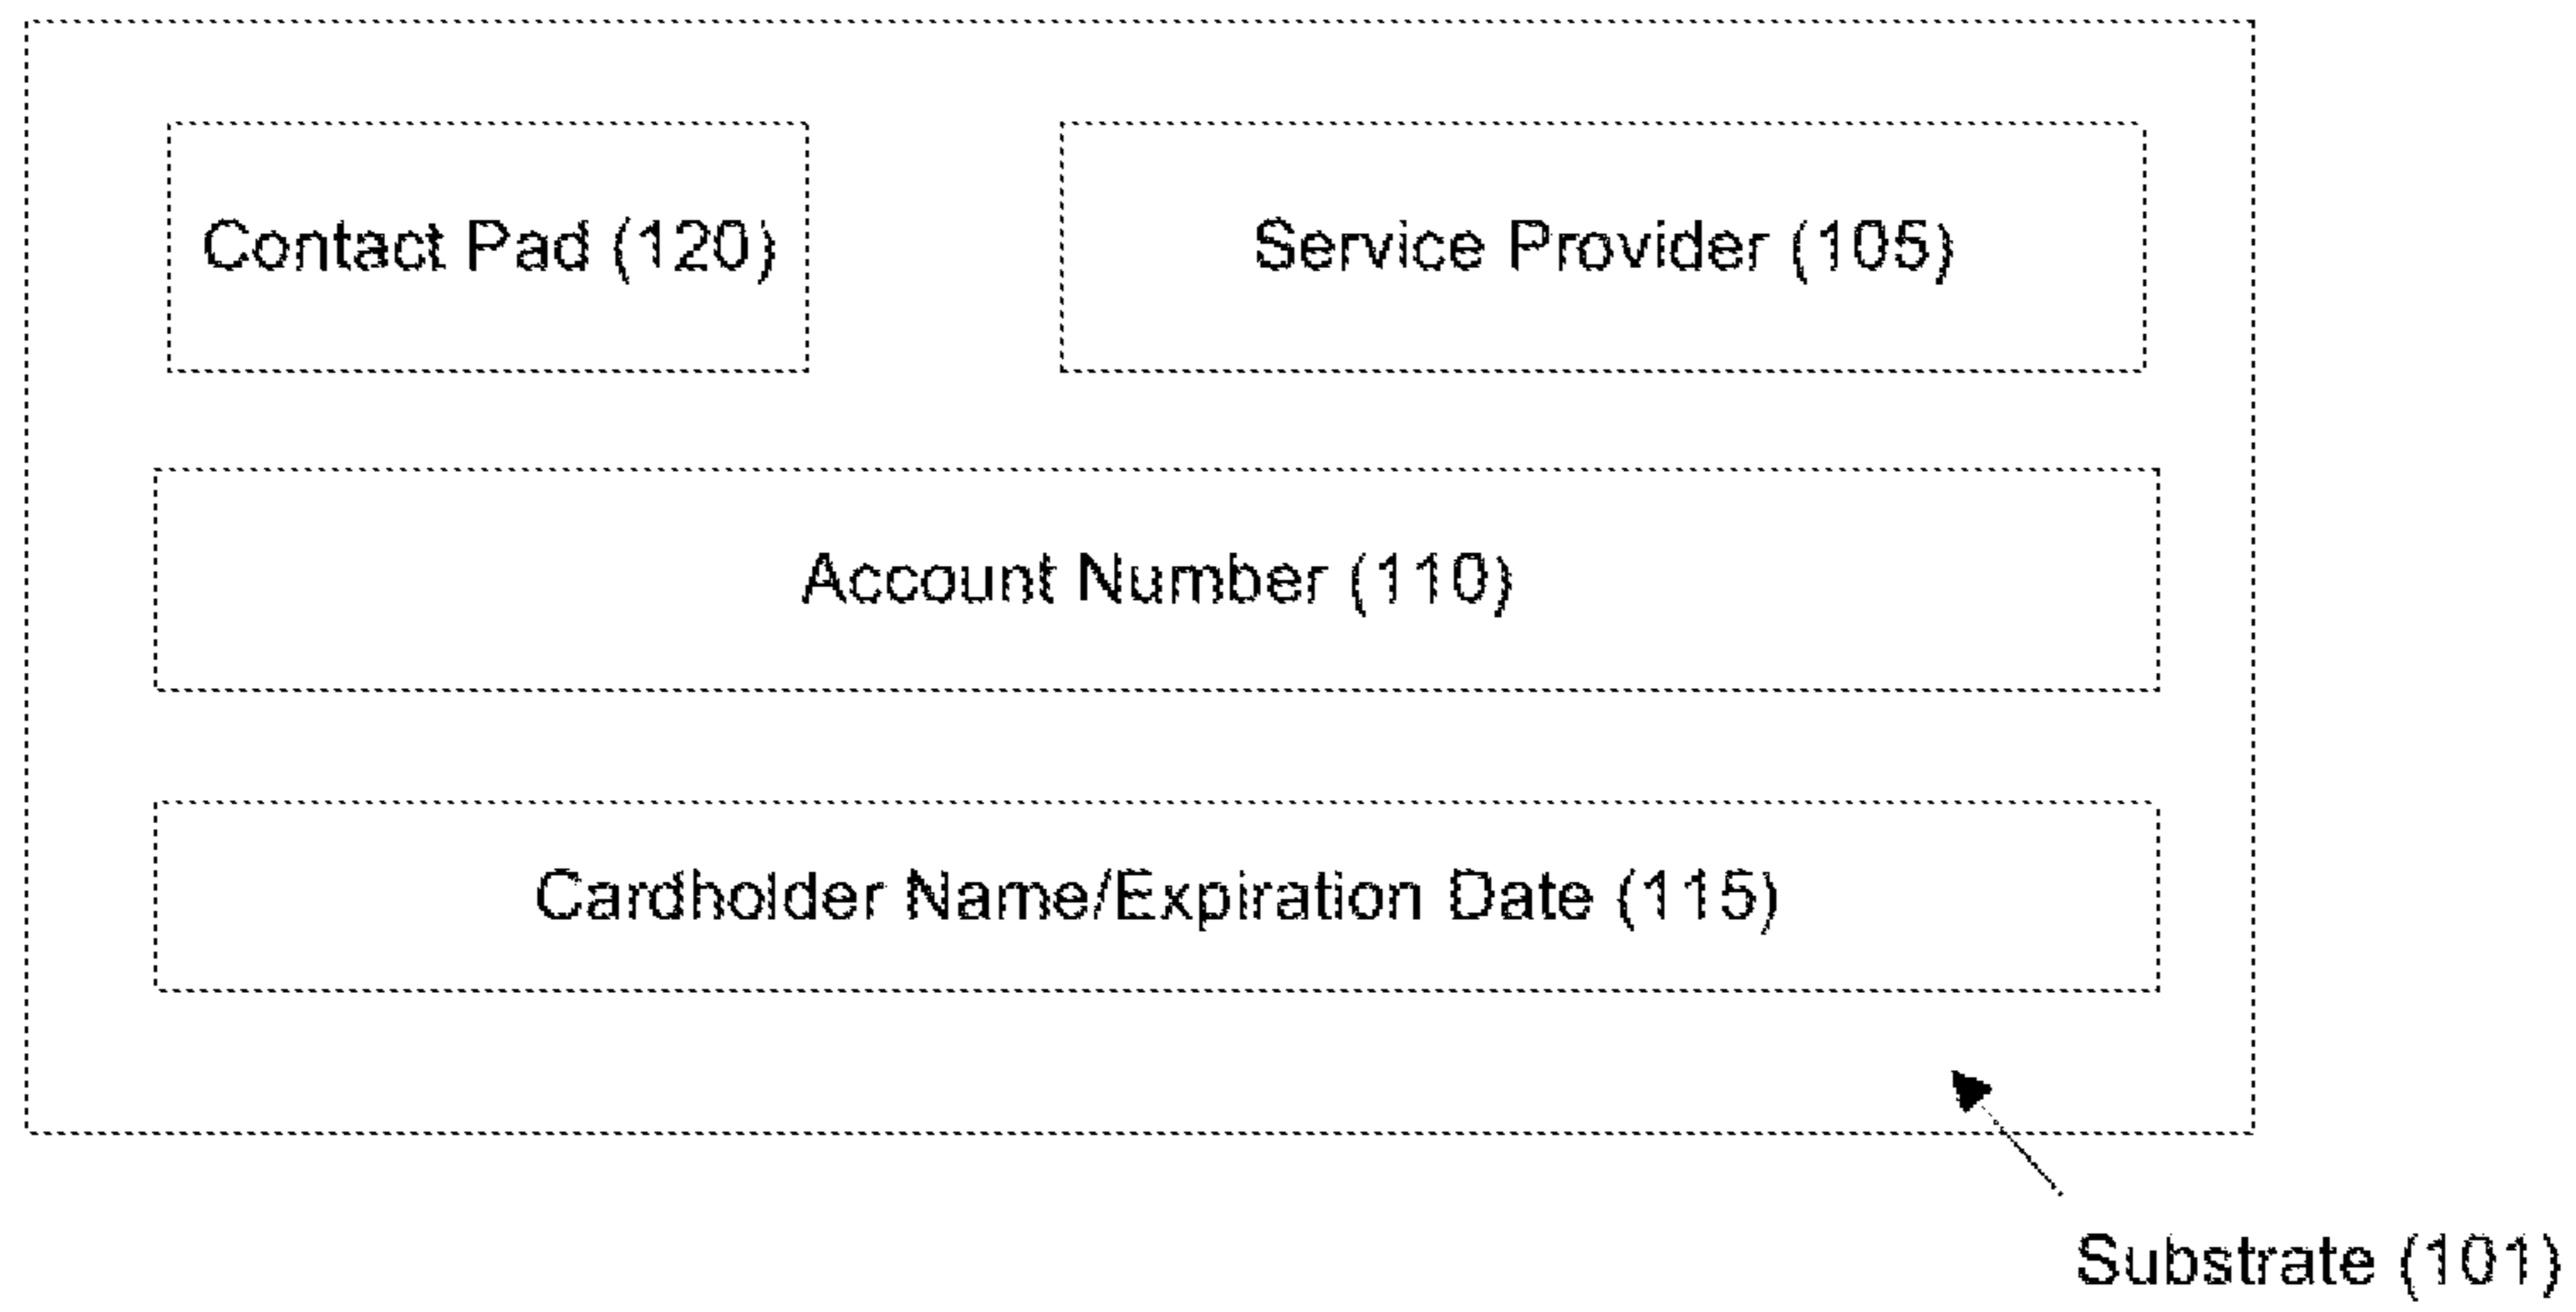 Contact Pad (120)
Service Provider (105)
Account Number (110)
Cardholder Name/Expiration Date (115)
Substrate (101)